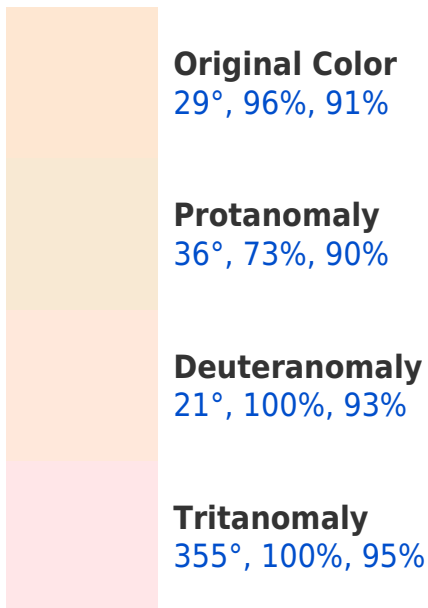 Original Color
29°, 96%, 91%
Protanomaly
36°, 73%, 90%
Deuteranomaly
21°, 100%, 93%
Tritanomaly
355°, 100%, 95%